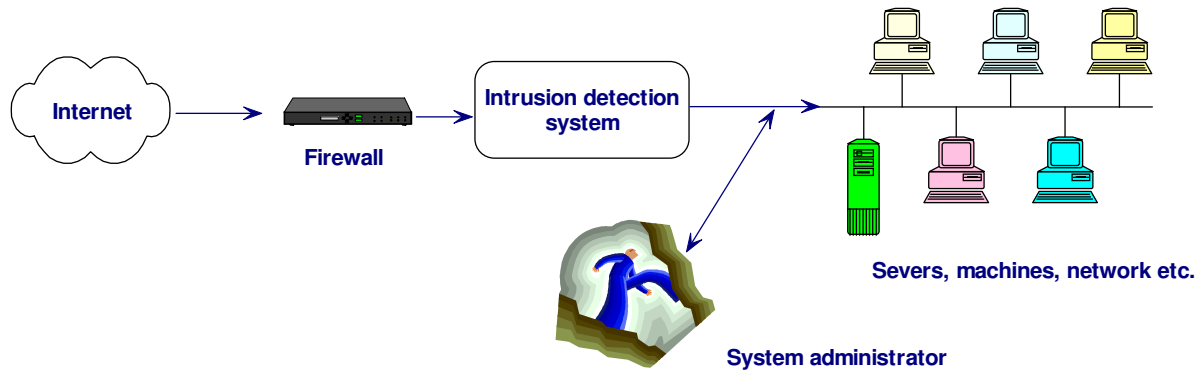 Internet
Firewall
Intrusion detection
system
Severs, machines, network etc.
System administrator